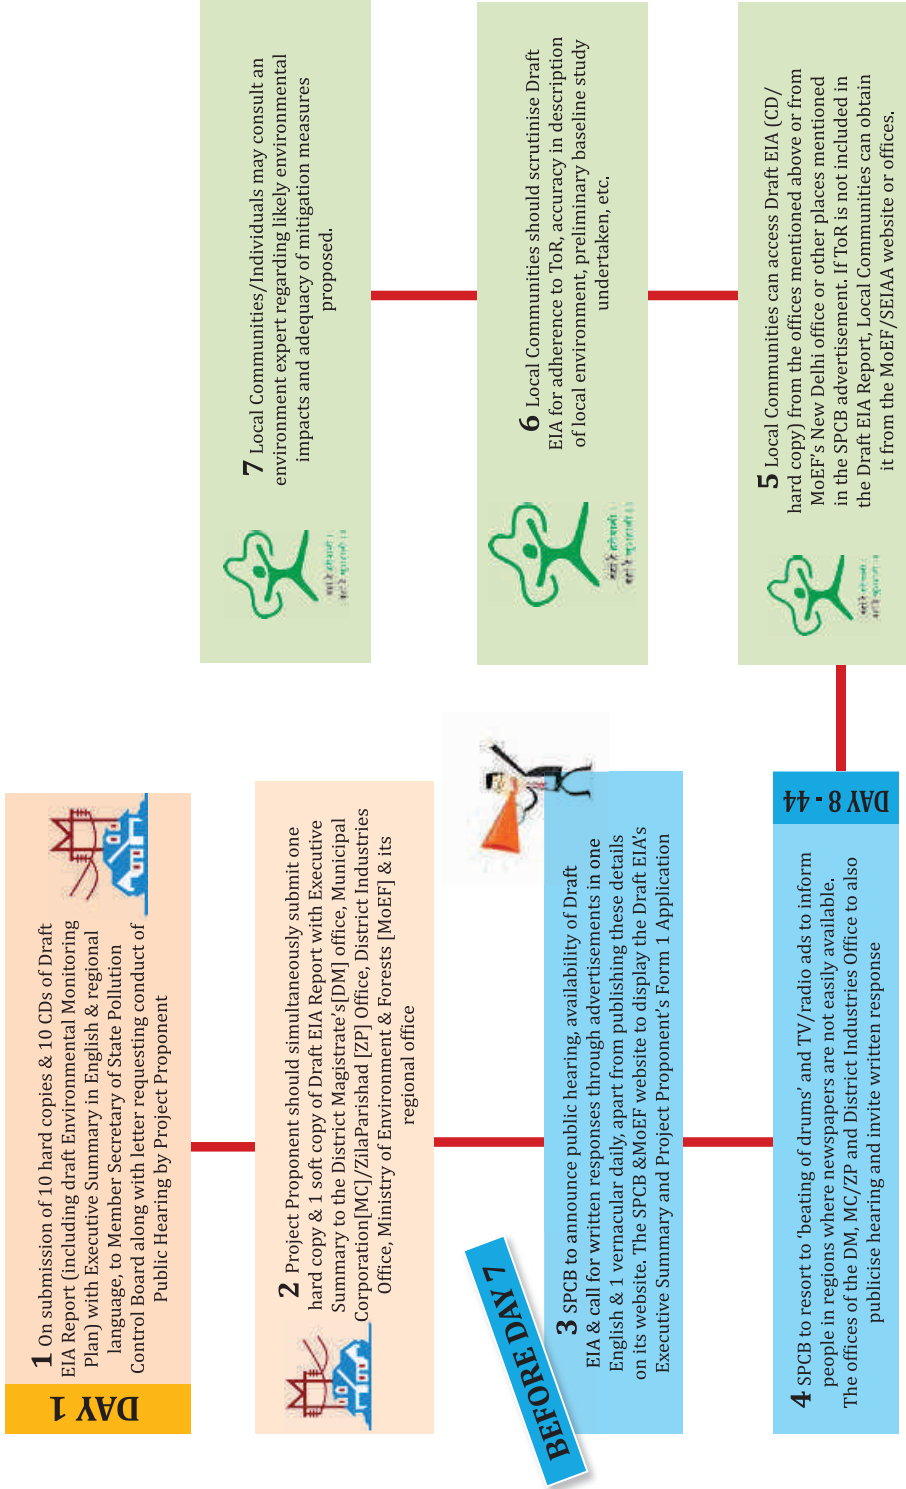 DAY 1
1 On submission of 10 hard copies & 10 CDs of Draft
EIA Report (including draft Environmental Monitoring
Plan) with Executive Summary in English & regional
language, to Member Secretary of State Pollution
Control Board along with letter requesting conduct of
Public Hearing by Project Proponent
2 Project Proponent should simultaneously submit one
hard copy & 1 soft copy of Draft EIA Report with Executive
Summary to the District Magistrate's[DM] office, Municipal
Corporation[MC]/ZilaParishad [ZP] Office, District Industries
Office, Ministry of Environment & Forests [MoEF] & its
regional office
BEFORE DAY 7
3 SPCB to announce public hearing, availability of Draft
EIA & call for written responses through advertisements in one
English & 1 vernacular daily, apart from publishing these details
on its website. The SPCB &MoEF website to display the Draft EIA's
Executive Summary and Project Proponent's Form 1 Application
4 SPCB to resort to 'beating of drums' and TV/radio ads to inform
people in regions where newspapers are not easily available.
The offices of the DM, MC/ZP and District Industries Office to also
publicise hearing and invite written response
DAY 8 - 44
5 Local Communities can access Draft EIA (CD/
hard copy) from the offices mentioned above or from
MoEF's New Delhi office or other places mentioned
in the SPCB advertisement. If ToR is not included in
the Draft EIA Report, Local Communities can obtain
it from the MoEF/SEIAA website or offices.
6 Local Communities should scrutinise Draft
EIA for adherence to ToR, accuracy in description
of local environment, preliminary baseline study
undertaken, etc.
7 Local Communities/Individuals may consult an
environment expert regarding likely environmental
impacts and adequacy of mitigation measures
proposed.